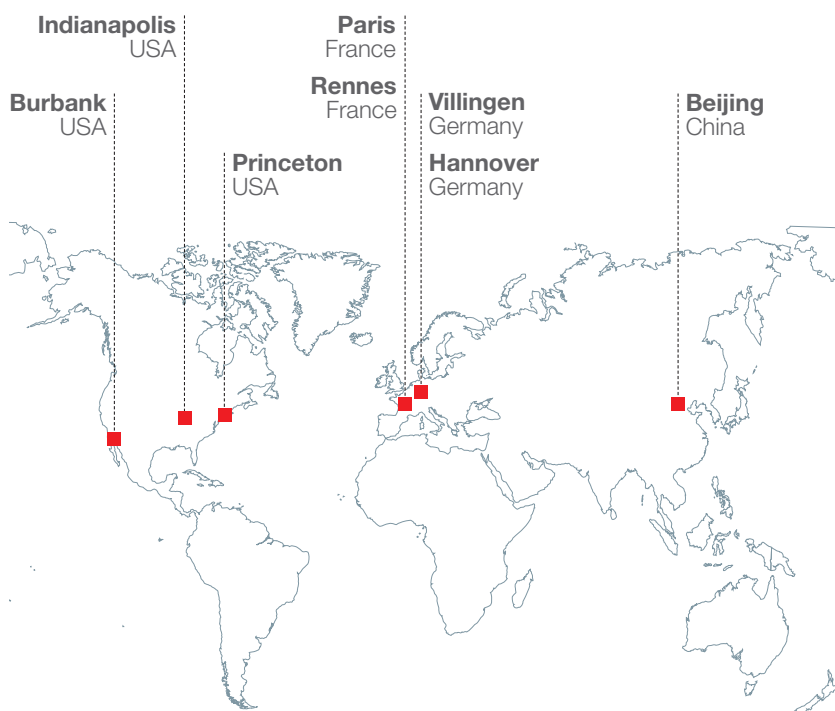 Indianapolis
USA
Paris
France
Rennes
France
Burbank
USA
Villingen
Germany
Beijing
China
Princeton
USA
Hannover
Germany